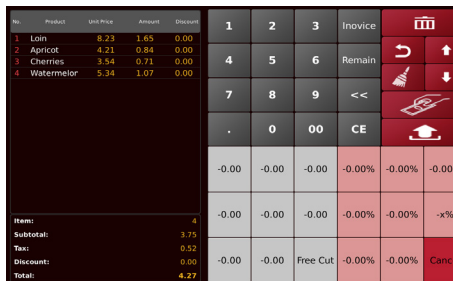 No. Product Unit Price Amount Discount
1 Loin 8.23 1.65 0.00
2 Apricot 4.21 0.84 0.00
3 Cherries 3.54 0.71 0.00
4 Watermelor 5.34 1.07 0.00
Item: 4
Subtotal: 3.75
Tax: 0.52
Discount: 0.00
Total: 4.27
1 2 3 Inovice
4 5 6 Remain
7 8 9 <<
. 0 00 CE
-0.00 -0.00 -0.00 -0.00% -0.00% -0.00
-0.00 -0.00 -0.00 -0.00% -0.00% -x%
-0.00 -0.00 Free Cut -0.00% -0.00% Canc